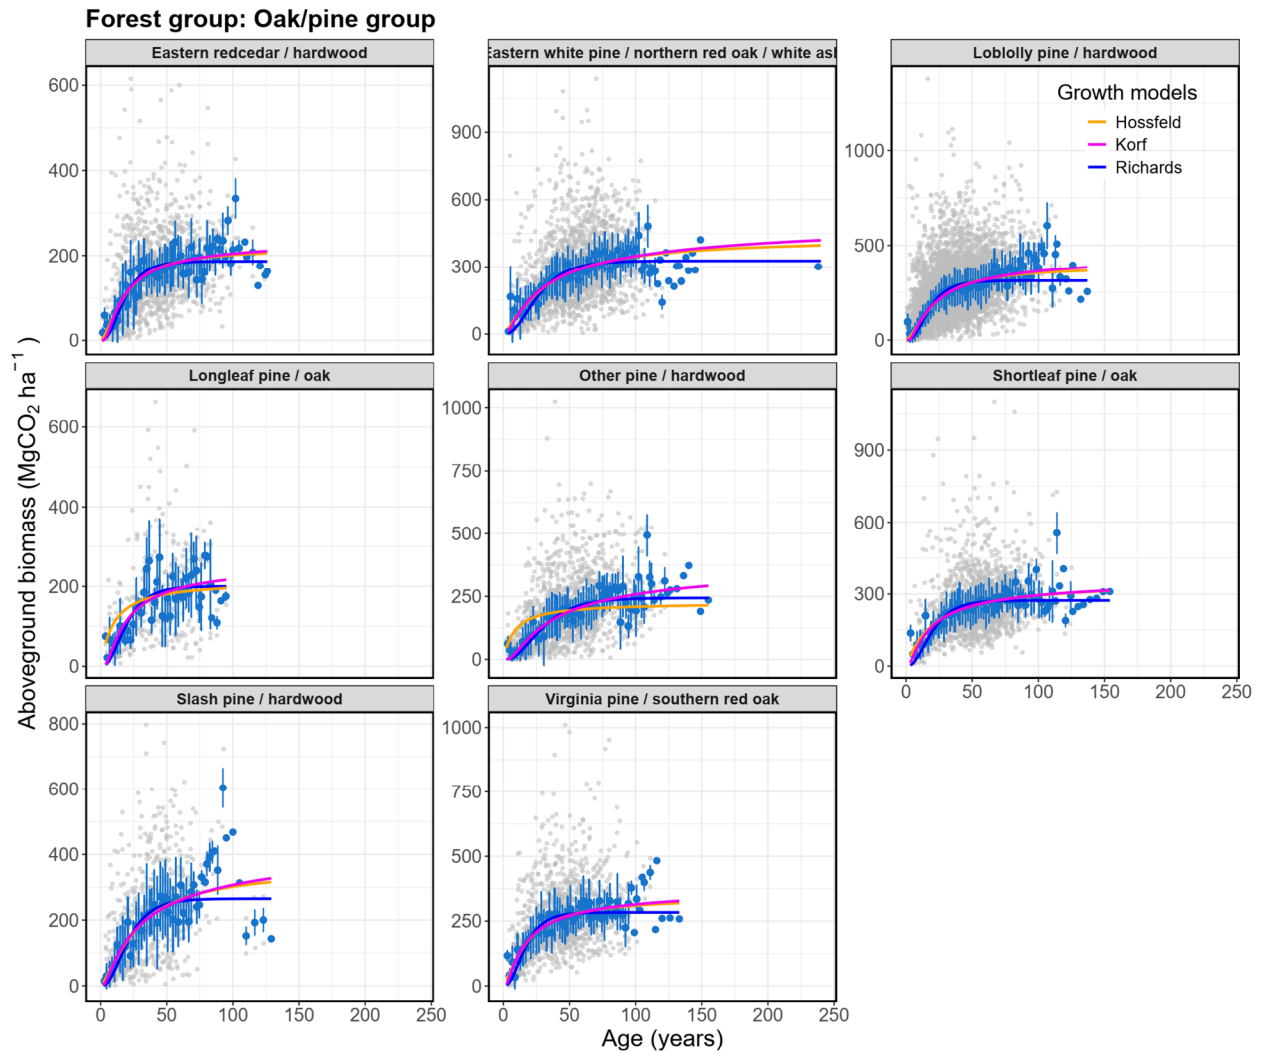 Forest group: Oak/pine group
Eastern redcedar / hardwood
Eastern white pine / northern red oak / white as
Loblolly pine / hardwood
600
400
200
0
900
600
300
0
1000
500
0
Growth models
Hossfeld
Korf
Richards
Longleaf pine / oak
Other pine / hardwood
Shortleaf pine / oak
600
400
200
0
1000
750
500
250
0
900
600
300
0
0 50 100 150 200 250
Slash pine / hardwood
Virginia pine / southern red oak
800
600
400
200
0
1000
750
500
250
0
0 50 100 150 200 250
0 50 100 150 200 250
Aboveground biomass (MgCO₂ ha⁻¹ )
Age (years)